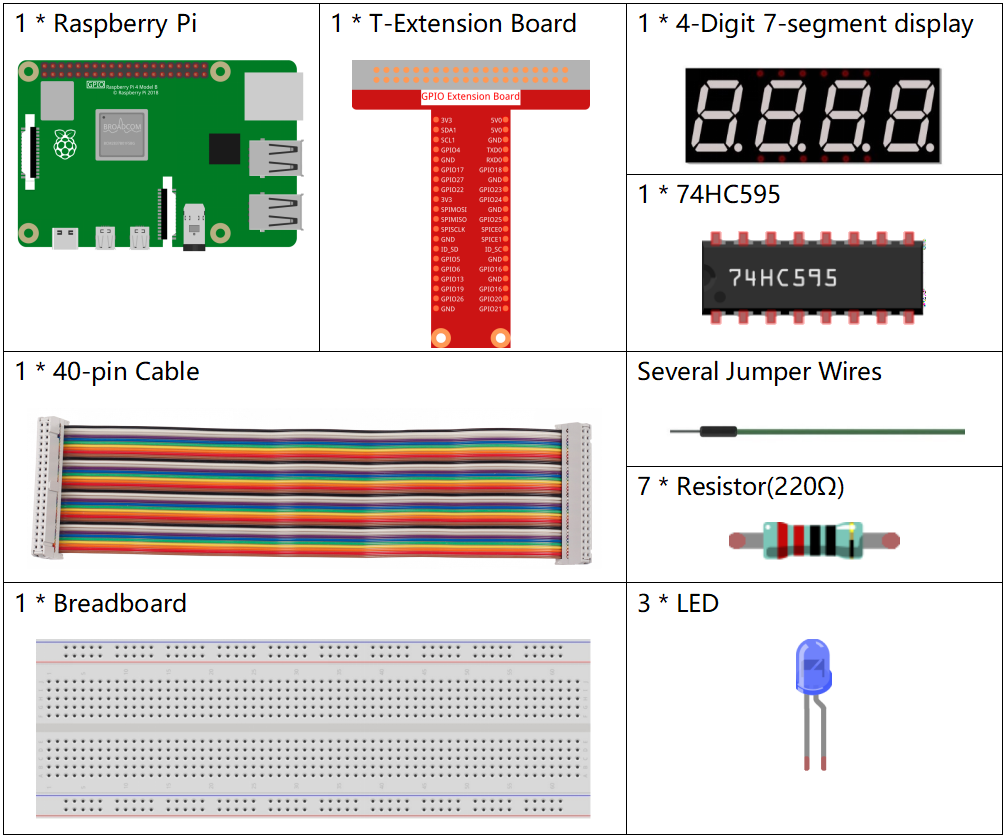 1 * Raspberry Pi
1 * T-Extension Board
1 * 4-Digit 7-segment display
GPIO
Raspberry Pi 4 Model B
© Raspberry Pi 2018
BROADCOM
GPIO Extension Board
3V3 5V0
SDA1 5V0
SCL1 GND
GPIO4 TXD0
GND RXD0
GPIO17 GPIO18
GPIO27 GND
GPIO22 GPIO23
3V3 GPIO24
SPIMOSI GND
SPIMISO GPIO25
SPISCLK SPICE0
GND SPICE1
ID_SD ID_SC
GPIO5 GND
GPIO6 GPIO16
GPIO13 GND
GPIO19 GPIO16
GPIO26 GPIO20
GND GPIO21
1 * 74HC595
74HC595
1 * 40-pin Cable
Several Jumper Wires
7 * Resistor(220Ω)
1 * Breadboard
3 * LED